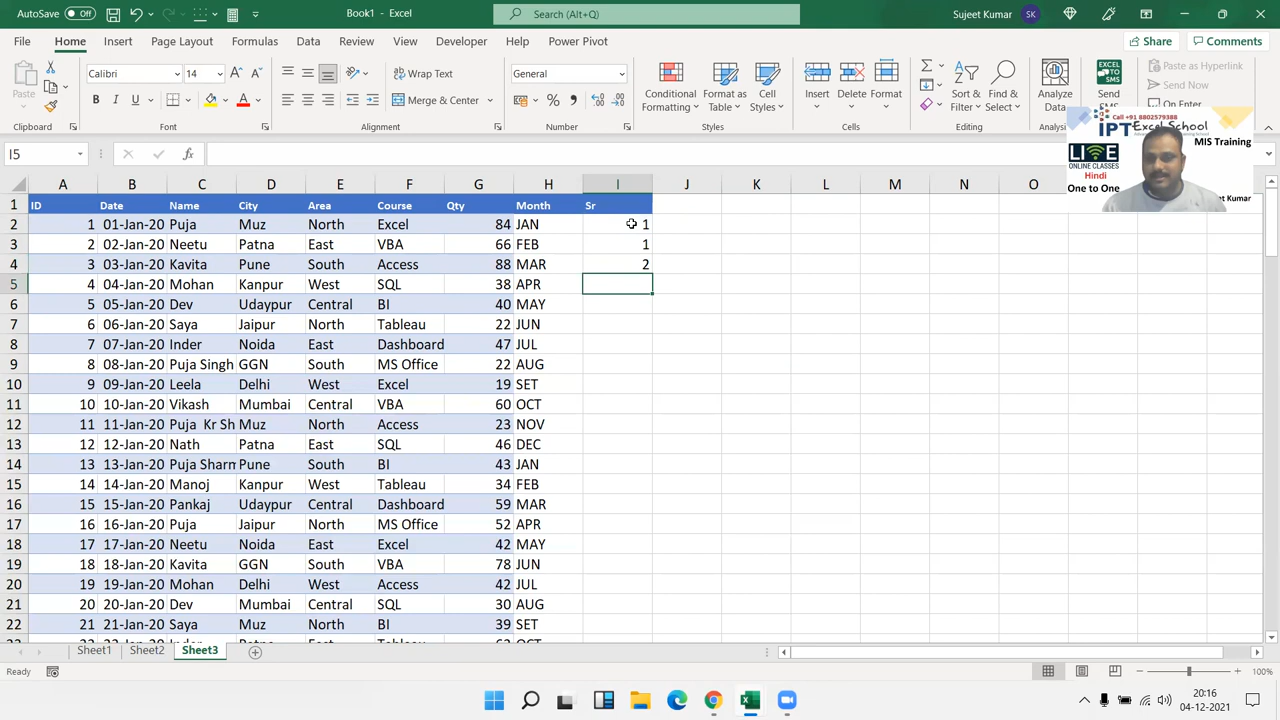 AutoSave Off Book1 - Excel Search (Alt+Q) Sujeet Kumar SK
File Home Insert Draw Page Layout Formulas Data Review View Developer Help Power Pivot Share Comments
Paste Calibri 14 Wrap Text General Conditional Formatting Format as Table Cell Styles Insert Delete Format Sort & Filter Find & Select Analyze Data EXCEL TO SMS Send SMS Paste as Hyperlink Send Now On Enter
B I U A Merge & Center % 
Clipboard Font Alignment Number Styles Cells Editing Analysis
Call +91 8802579388
IPT Excel School
LIVE ONLINE CLASSES Hindi One to One
MIS Training
Kumar
I5 fx
A B C D E F G H I J K L M N O
1 ID Date Name City Area Course Qty Month Sr
2 1 01-Jan-20 Puja Muz North Excel 84 JAN 1
3 2 02-Jan-20 Neetu Patna East VBA 66 FEB 1
4 3 03-Jan-20 Kavita Pune South Access 88 MAR 2
5 4 04-Jan-20 Mohan Kanpur West SQL 38 APR
6 5 05-Jan-20 Dev Udaypur Central BI 40 MAY
7 6 06-Jan-20 Saya Jaipur North Tableau 22 JUN
8 7 07-Jan-20 Inder Noida East Dashboard 47 JUL
9 8 08-Jan-20 Puja Singh GGN South MS Office 22 AUG
10 9 09-Jan-20 Leela Delhi West Excel 19 SET
11 10 10-Jan-20 Vikash Mumbai Central VBA 60 OCT
12 11 11-Jan-20 Puja Kr Sh Muz North Access 23 NOV
13 12 12-Jan-20 Nath Patna East SQL 46 DEC
14 13 13-Jan-20 Puja Sharm Pune South BI 43 JAN
15 14 14-Jan-20 Manoj Kanpur West Tableau 34 FEB
16 15 15-Jan-20 Pankaj Udaypur Central Dashboard 59 MAR
17 16 16-Jan-20 Puja Jaipur North MS Office 52 APR
18 17 17-Jan-20 Neetu Noida East Excel 42 MAY
19 18 18-Jan-20 Kavita GGN South VBA 78 JUN
20 19 19-Jan-20 Mohan Delhi West Access 42 JUL
21 20 20-Jan-20 Dev Mumbai Central SQL 30 AUG
22 21 21-Jan-20 Saya Muz North BI 39 SET
Sheet1 Sheet2 Sheet3
Ready 100%
20:16
04-12-2021